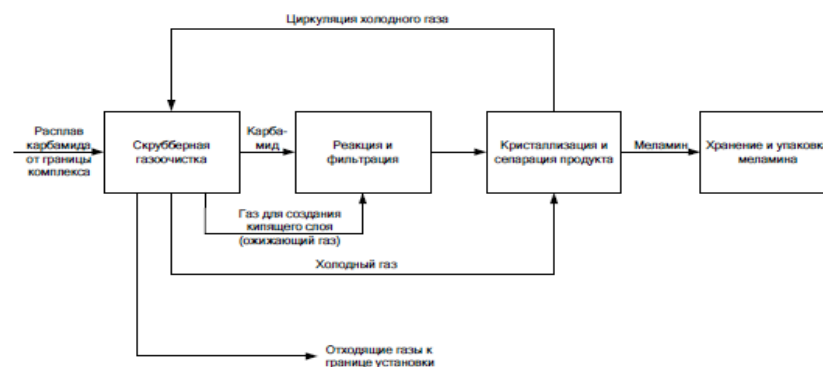 Циркуляция холодного газа
Расплав
карбамида
от границы
комплекса
Скрубберная
газоочистка
Карба-
мид
Реакция и
фильтрация
Кристаллизация и
сепарация продукта
Меламин
Хранение и упаковка
меламина
Газ для создания
кипящего слоя
(ожижающий газ)
Холодный газ
Отходящие газы к
границе установки